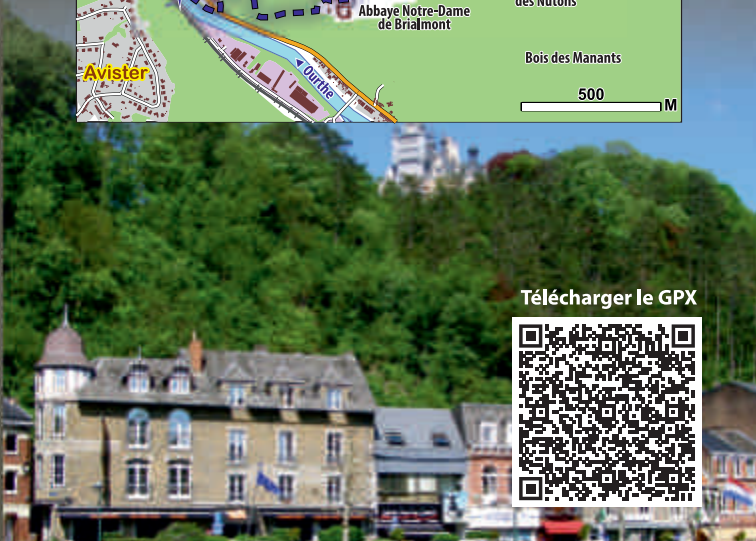 des Nutons
Abbaye Notre-Dame
de Brialmont
Bois des Manants
Avister
Ourthe
500
M
Télécharger le GPX